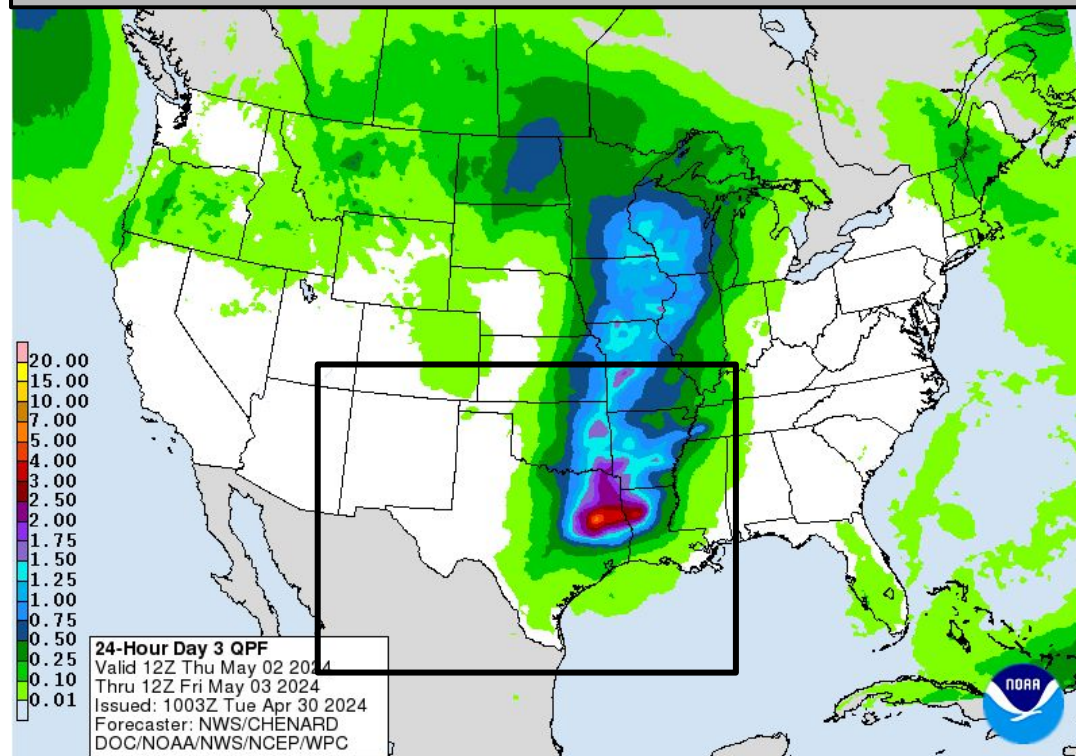 20.00
15.00
10.00
7.00
5.00
4.00
3.00
2.50
2.00
1.75
1.50
1.25
1.00
0.75
0.50
0.25
0.10
0.01
24-Hour Day 3 QPF
Valid 12Z Thu May 02 2024
Thru 12Z Fri May 03 2024
Issued: 1003Z Tue Apr 30 2024
Forecaster: NWS/CHENARD
DOC/NOAA/NWS/NCEP/WPC
NOAA